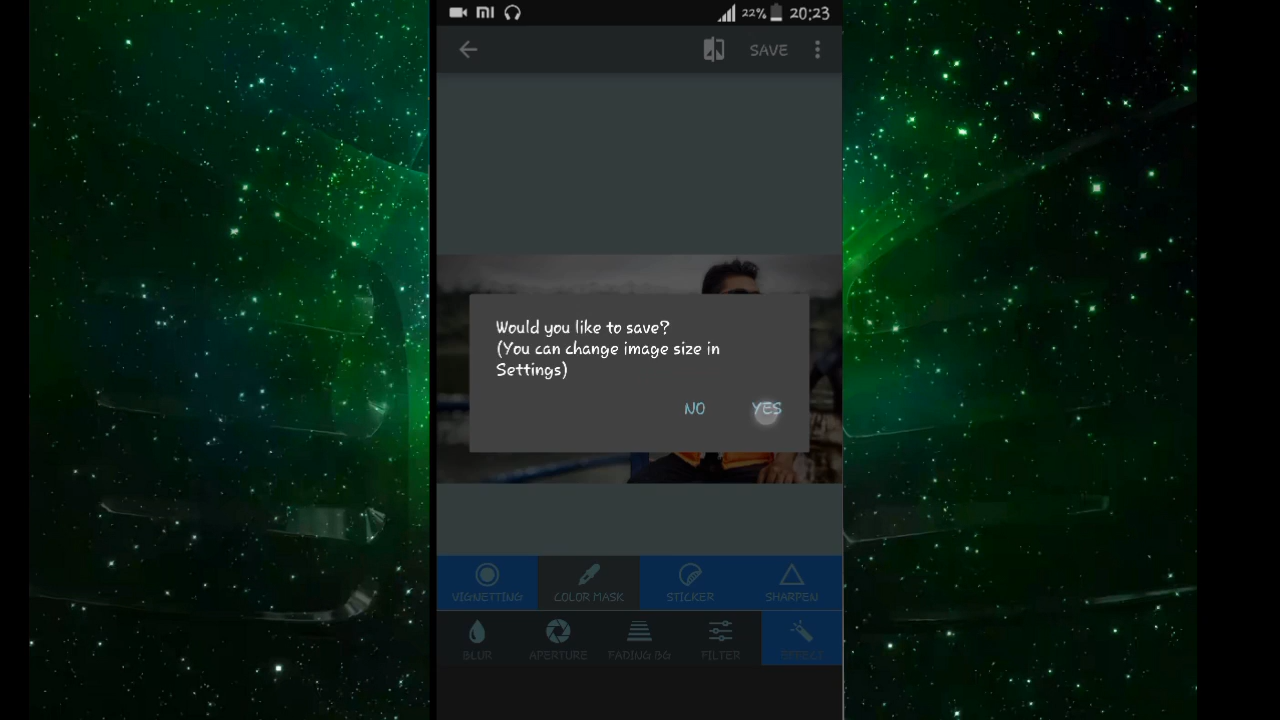 22% 20:23
SAVE
Would you like to save?
(You can change image size in
Settings)
NO YES
VIGNETTING COLOR MASK STICKER SHARPEN
BLUR APERTURE FADING BG FILTER EFFECT